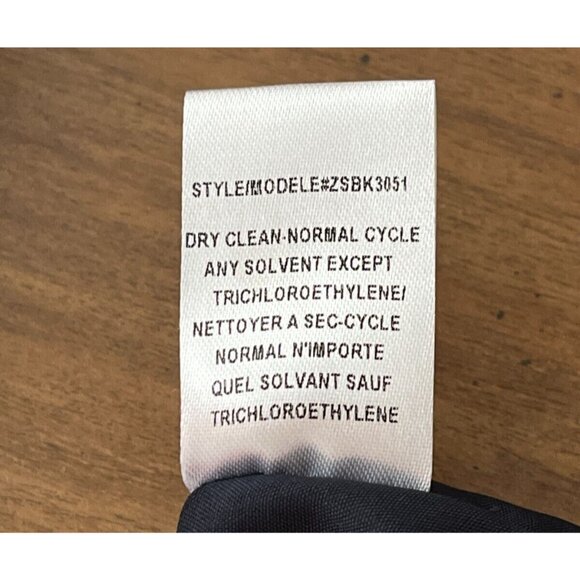 STYLE/MODELE#ZSBK3051
DRY CLEAN-NORMAL CYCLE
ANY SOLVENT EXCEPT
TRICHLOROETHYLENE/
NETTOYER A SEC-CYCLE
NORMAL N'IMPORTE
QUEL SOLVANT SAUF
TRICHLOROETHYLENE